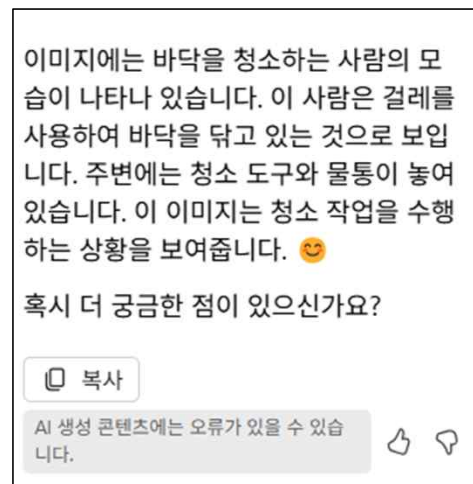 이미지에는 바닥을 청소하는 사람의 모
습이 나타나 있습니다. 이 사람은 걸레를
사용하여 바닥을 닦고 있는 것으로 보입
니다. 주변에는 청소 도구와 물통이 놓여
있습니다. 이 이미지는 청소 작업을 수행
하는 상황을 보여줍니다. 😊
혹시 더 궁금한 점이 있으신가요?
복사
AI 생성 콘텐츠에는 오류가 있을 수 있습
니다.